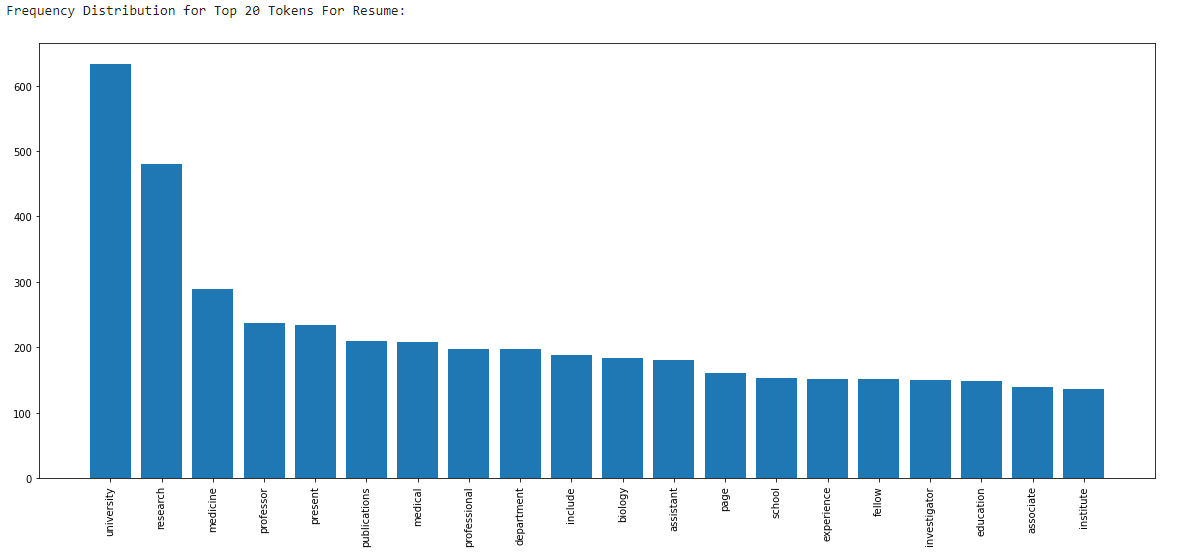 Frequency Distribution for Top 20 Tokens For Resume:
600
500
400
300
200
100
0
university
research
medicine
professor
present
publications
medical
professional
department
include
biology
assistant
page
school
experience
fellow
investigator
education
associate
institute